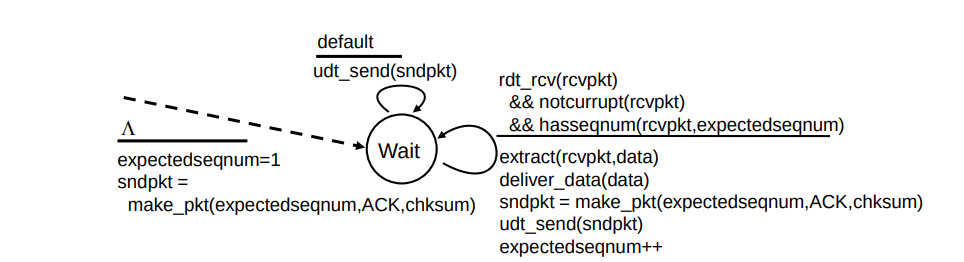 default
udt_send(sndpkt)
rdt_rcv(rcvpkt)
&& notcurrupt(rcvpkt)
&& hasseqnum(rcvpkt,expectedseqnum)
Λ
Wait
expectedseqnum=1
sndpkt =
make_pkt(expectedseqnum,ACK,chksum)
extract(rcvpkt,data)
deliver_data(data)
sndpkt = make_pkt(expectedseqnum,ACK,chksum)
udt_send(sndpkt)
expectedseqnum++